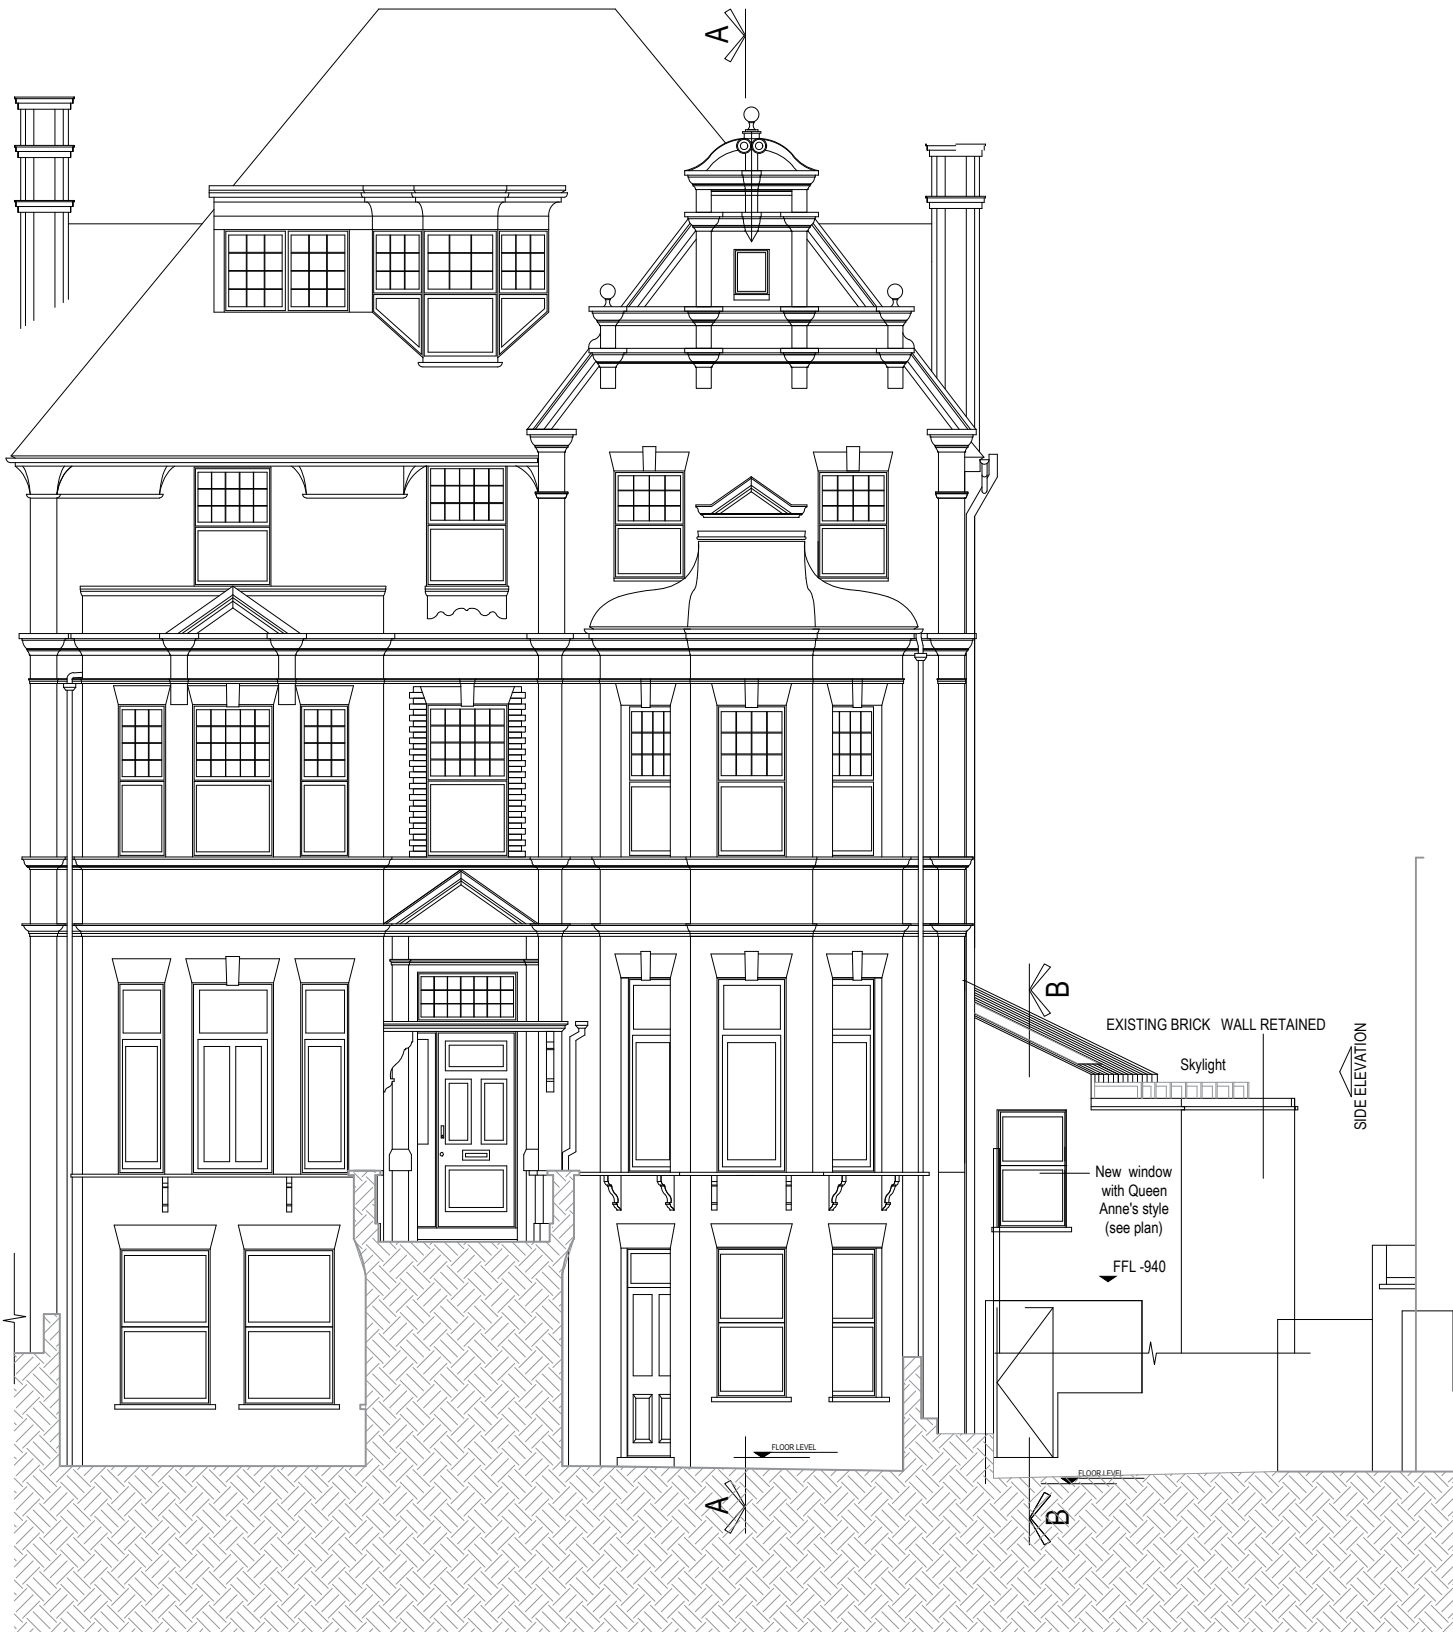 A
B
EXISTING BRICK WALL RETAINED
Skylight
SIDE ELEVATION
New window
with Queen
Anne's style
(see plan)
FFL -940
FLOOR LEVEL
FLOOR LEVEL
A
B